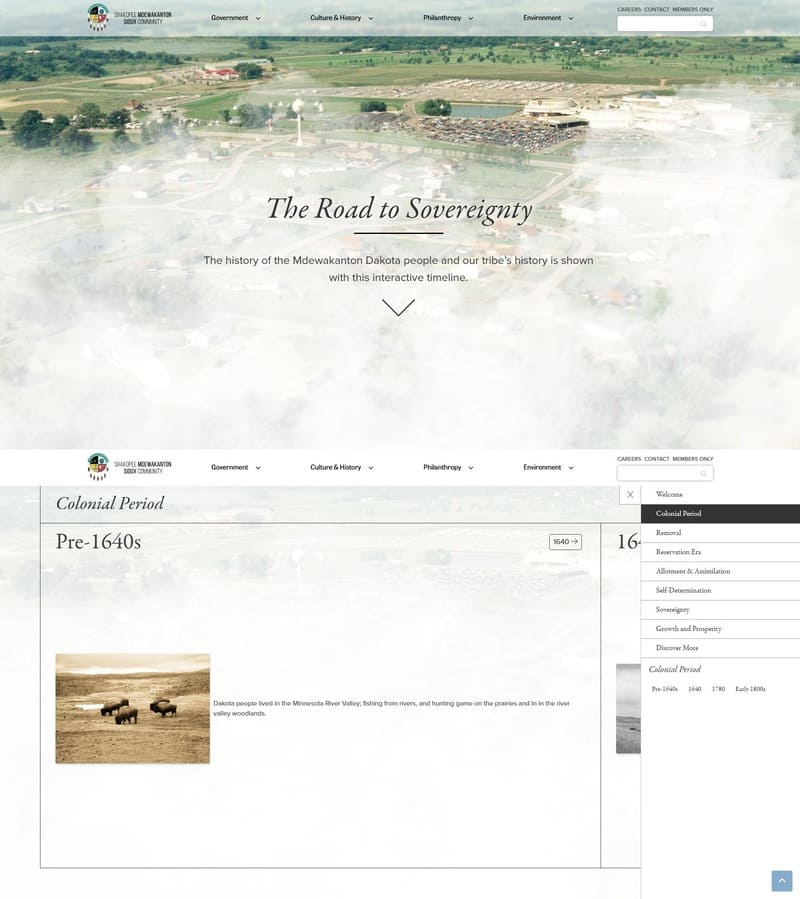 SHAKOPEE MDEWAKANTON
SIOUX COMMUNITY
Government
Culture & History
Philanthropy
Environment
CAREERS CONTACT MEMBERS ONLY
The Road to Sovereignty
The history of the Mdewakanton Dakota people and our tribe's history is shown
with this interactive timeline.
SHAKOPEE MDEWAKANTON
SIOUX COMMUNITY
Government
Culture & History
Philanthropy
Environment
CAREERS CONTACT MEMBERS ONLY
Colonial Period
Pre-1640s
1640 →
Dakota people lived in the Minnesota River Valley; fishing from rivers, and hunting game on the prairies and in in the river
valley woodlands.
164
X
Welcome
Colonial Period
Removal
Reservation Era
Allotment & Assimilation
Self-Determination
Sovereignty
Growth and Prosperity
Discover More
Colonial Period
Pre-1640s 1640 1780 Early 1800s